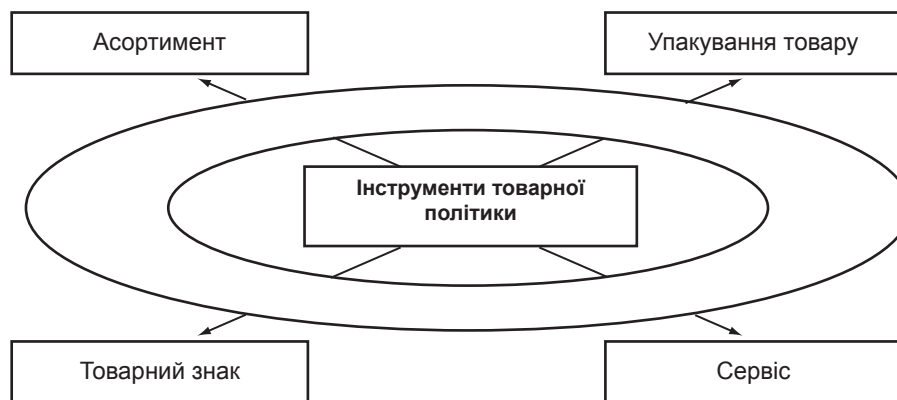 Асортимент
Упакування товару
Інструменти товарної
політики
Товарний знак
Сервіс